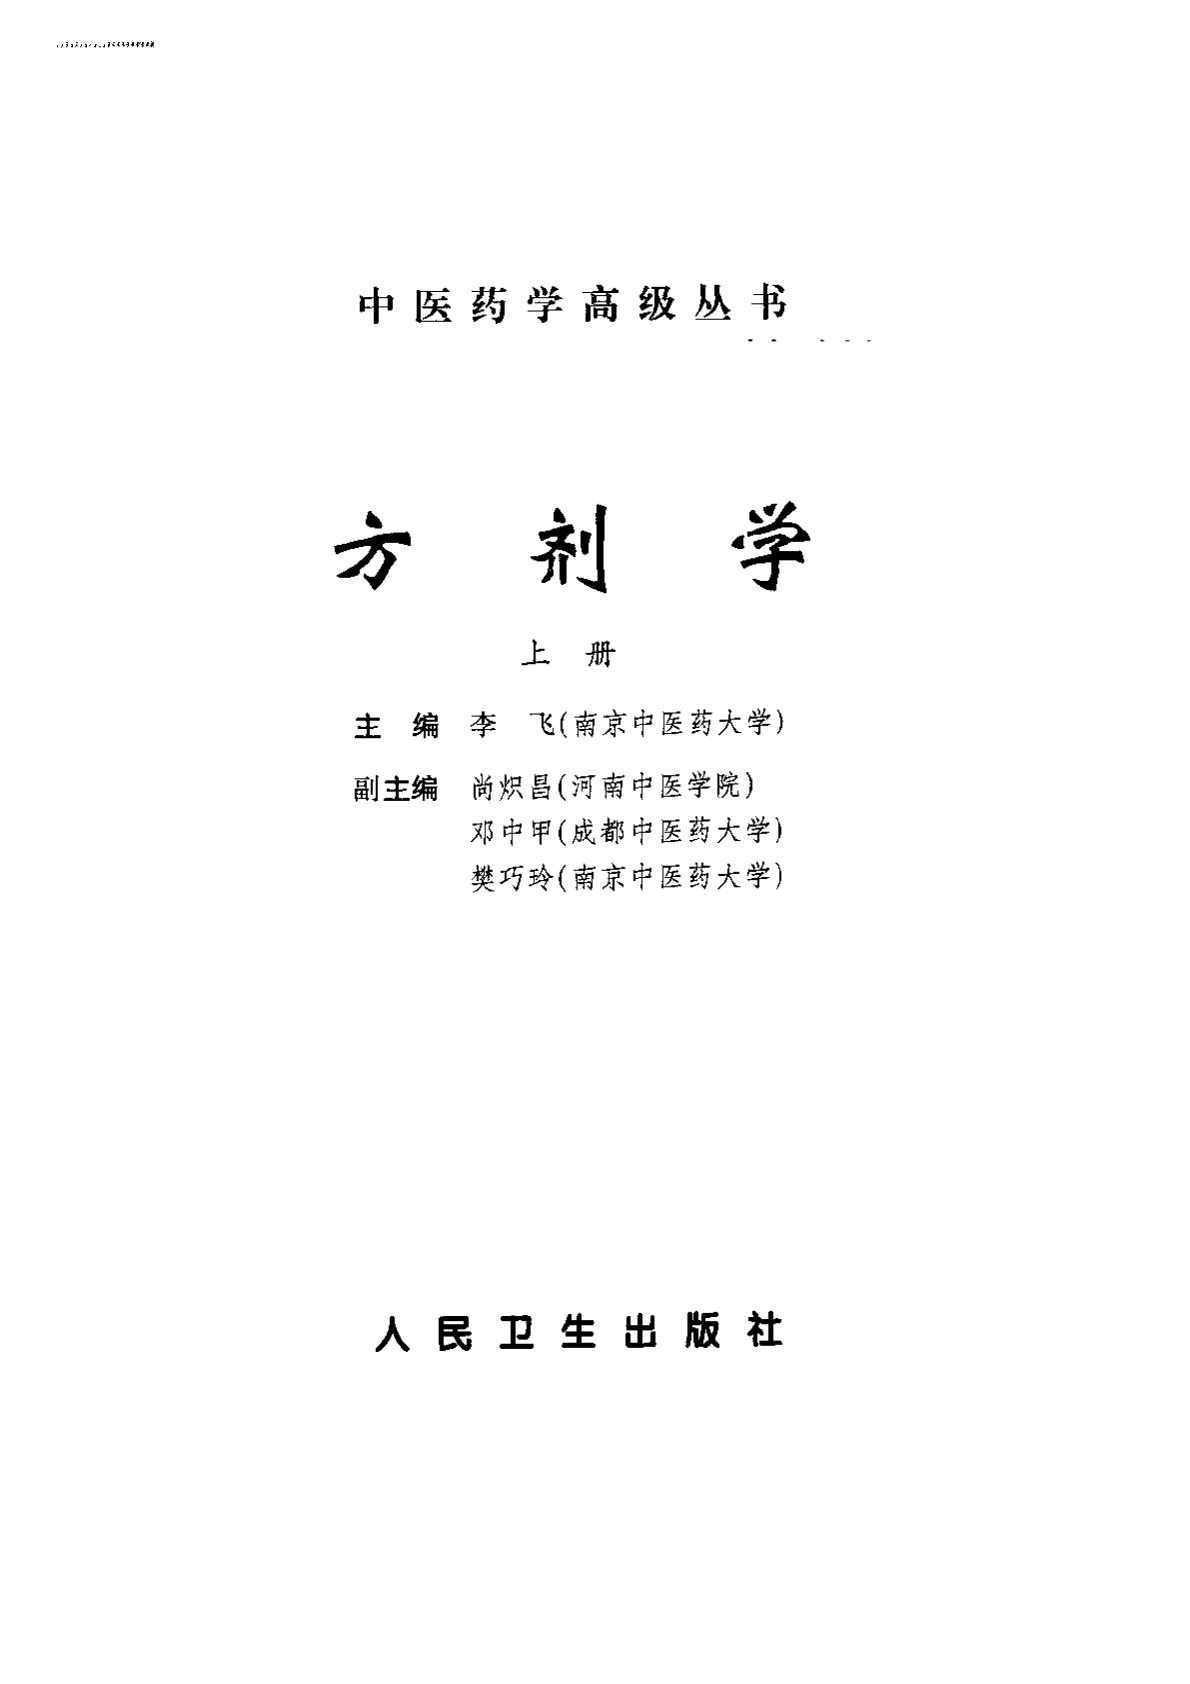 中医药学高级丛书
方剂学
上册
主编 李飞(南京中医药大学)
副主编 尚炽昌(河南中医学院)
邓中甲(成都中医药大学)
樊巧玲(南京中医药大学)
人民卫生出版社